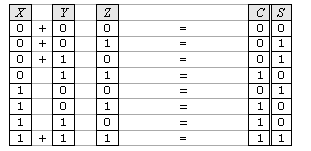 X Y Z C S
0 + 0 0 = 0 0
0 + 0 1 = 0 1
0 + 1 0 = 0 1
0 1 1 = 1 0
1 0 0 = 0 1
1 0 1 = 1 0
1 1 0 = 1 0
1 + 1 1 = 1 1